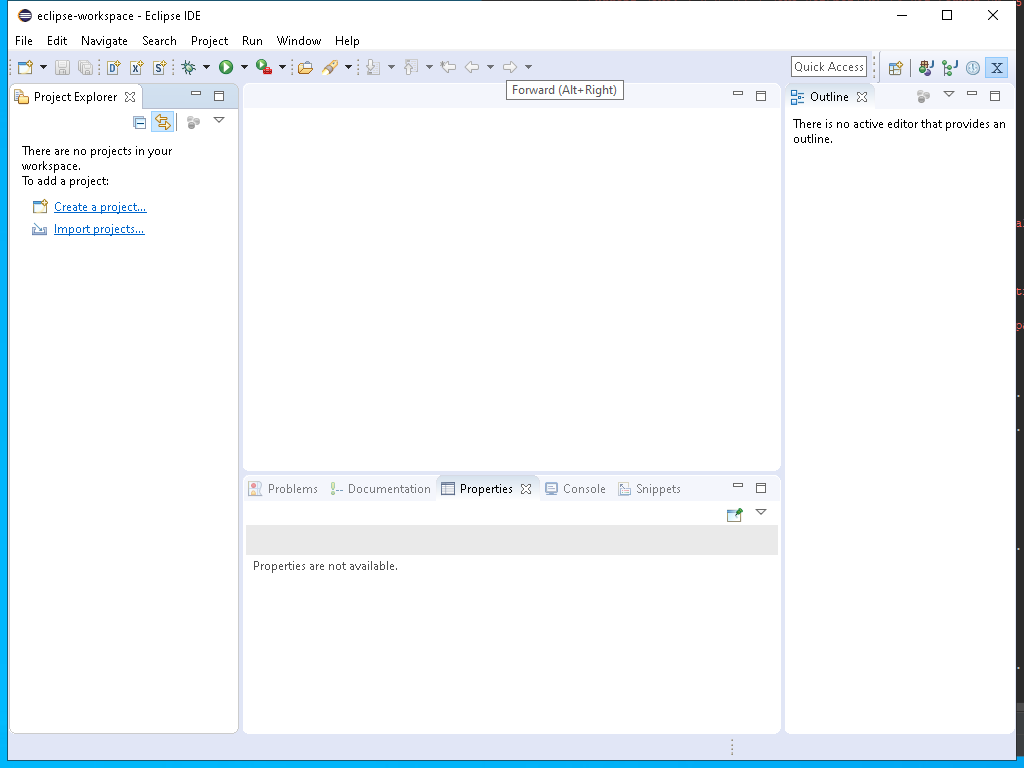 eclipse-workspace - Eclipse IDE
File Edit Navigate Search Project Run Window Help
Quick Access
Forward (Alt+Right)
Project Explorer
There are no projects in your
workspace.
To add a project:
Create a project...
Import projects...
Outline
There is no active editor that provides an
outline.
Problems Documentation Properties Console Snippets
Properties are not available.